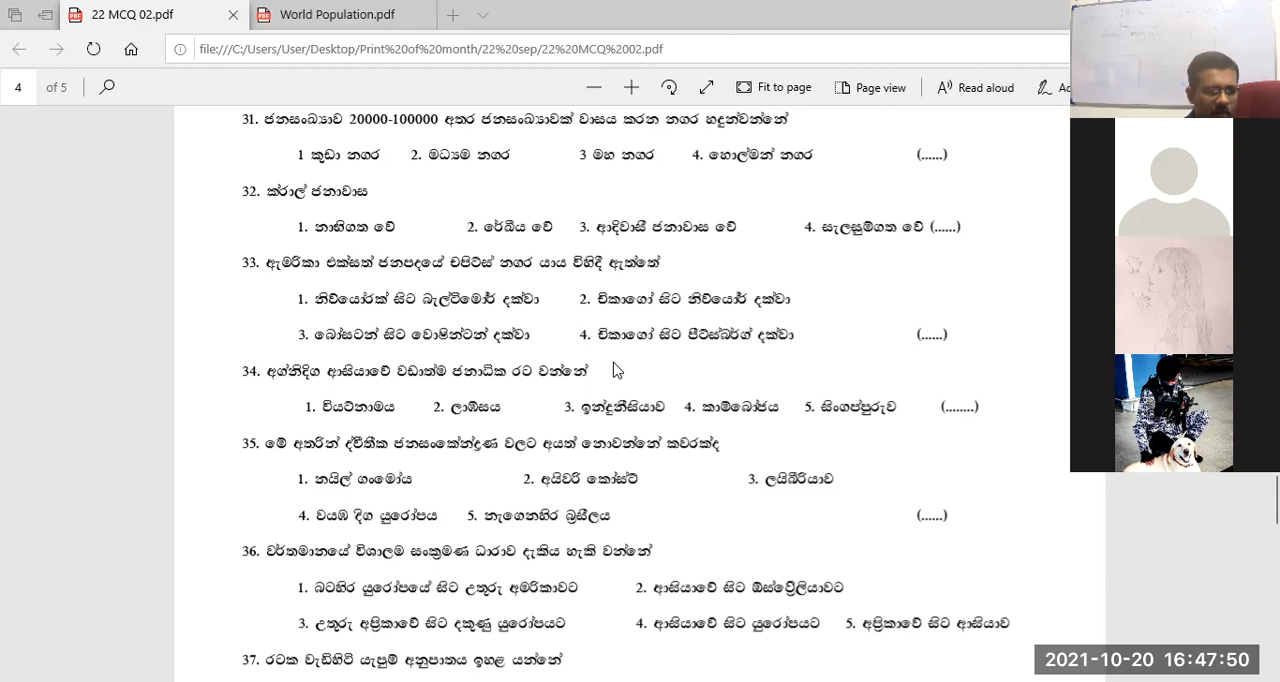 22 MCQ 02.pdf
World Population.pdf
file:///C:/Users/User/Desktop/Print%20of%20month/22%20sep/22%20MCQ%2002.pdf
4 of 5
Fit to page
Page view
Read aloud
31. ජනසංඛ්‍යාව 20000-100000 අතර ජනසංඛ්‍යාවක් වාසය කරන නගර හඳුන්වන්නේ
1 කුඩා නගර 2. මධ්‍යම නගර 3 මහ නගර 4. හොල්මන් නගර (......)
32. ක්රාල් ජනාවාස
1. නාභිගත වේ 2. රේඛීය වේ 3. ආදිවාසී ජනාවාස වේ 4. සැලසුම්ගත වේ (......)
33. ඇමරිකා එක්සත් ජනපදයේ චපිට්ස් නගර යාය විහිදී ඇත්තේ
1. නිව්යෝරක් සිට බැල්ටිමෝර් දක්වා 2. චිකාගෝ සිට නිව්යෝර් දක්වා
3. බෝසටන් සිට වොෂින්ටන් දක්වා 4. චිකාගෝ සිට පීට්ස්බර්ග් දක්වා (......)
34. අග්නිදිග ආසියාවේ වඩාත්ම ජනාධික රට වන්නේ
1. වියට්නාමය 2. ලාඕසය 3. ඉන්දුනීසියාව 4. කාම්බෝජය 5. සිංගප්පුරුව (........)
35. මේ අතරින් ද්විතීක ජනසංකේන්ද්‍රණ වලට අයත් නොවන්නේ කවරක්ද
1. නයිල් ගංමෝය 2. අයිවරි කෝස්ට් 3. ලයිබීරියාව
4. වයඹ දිග යුරෝපය 5. නැගෙනහිර බ්‍රසීලය (......)
36. වර්තමානයේ විශාලම සංක්‍රමණ ධාරාව දැකිය හැකි වන්නේ
1. බටහිර යුරෝපයේ සිට උතුරු අමරිකාවට 2. ආසියාවේ සිට ඕස්ට්‍රේලියාවට
3. උතුරු අප්‍රිකාවේ සිට දකුණු යුරෝපයට 4. ආසියාවේ සිට යුරෝපයට 5. අප්‍රිකාවේ සිට ආසියාව
37. රටක වැඩිහිටි යැපුම් අනුපාතය ඉහළ යන්නේ
2021-10-20 16:47:50